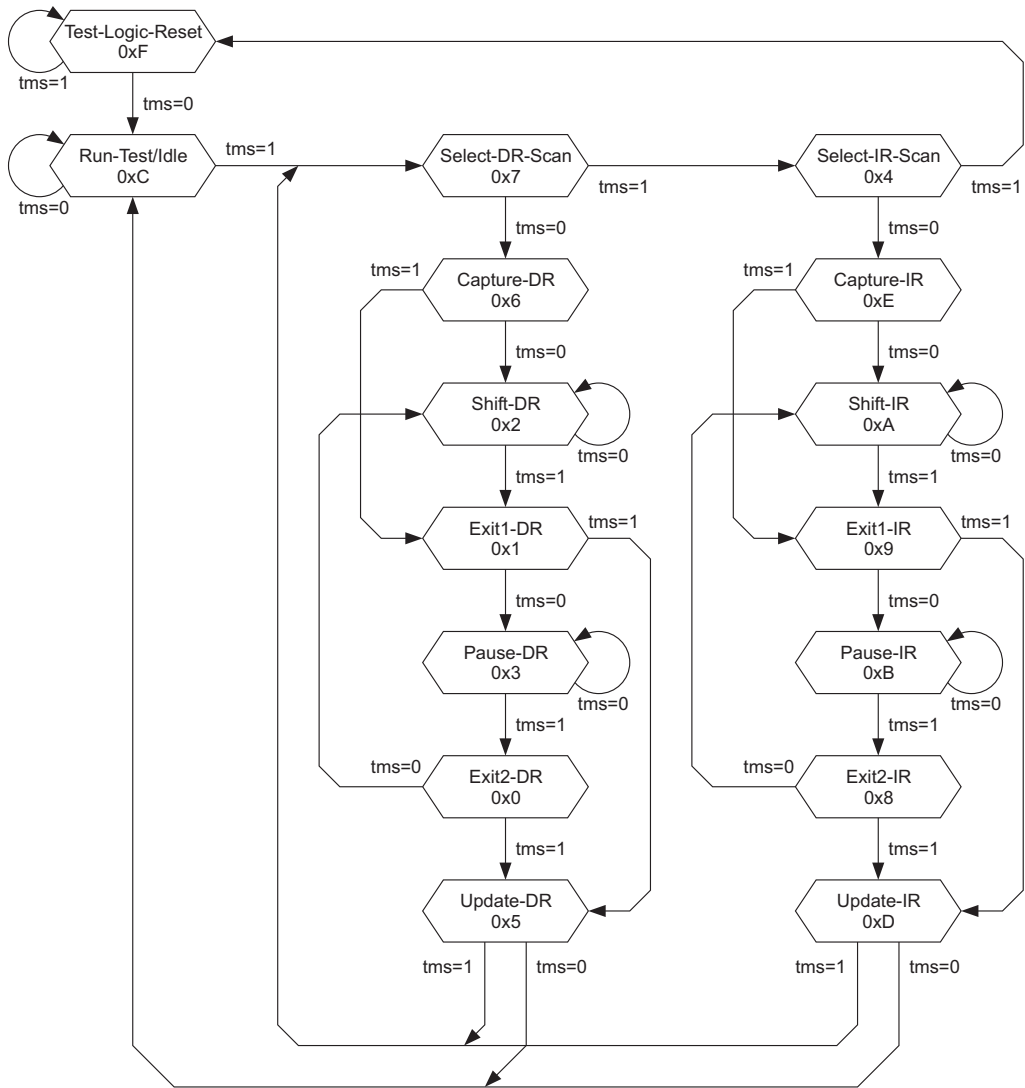 Test-Logic-Reset
0xF
tms=1
tms=0
Run-Test/Idle
0xC
tms=0
tms=1
Select-DR-Scan
0x7
tms=1
Select-IR-Scan
0x4
tms=1
tms=0
tms=0
tms=1
Capture-DR
0x6
tms=1
Capture-IR
0xE
tms=0
tms=0
Shift-DR
0x2
tms=0
Shift-IR
0xA
tms=0
tms=1
tms=1
Exit1-DR
0x1
tms=1
Exit1-IR
0x9
tms=1
tms=0
tms=0
Pause-DR
0x3
tms=0
Pause-IR
0xB
tms=0
tms=1
tms=1
tms=0
Exit2-DR
0x0
tms=0
Exit2-IR
0x8
tms=1
tms=1
Update-DR
0x5
Update-IR
0xD
tms=1
tms=0
tms=1
tms=0